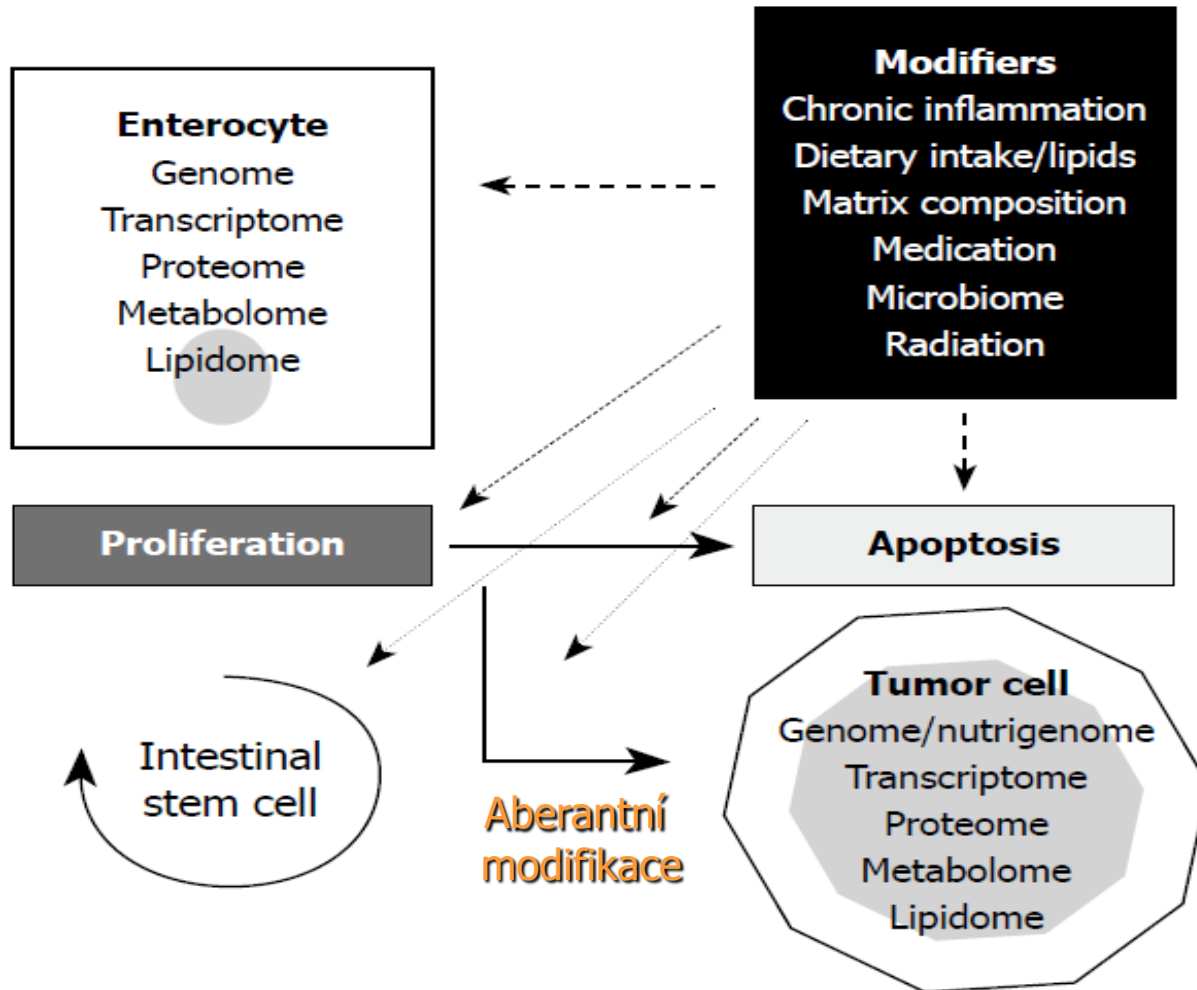 Enterocyte
Genome
Transcriptome
Proteome
Metabolome
Lipidome
Modifiers
Chronic inflammation
Dietary intake/lipids
Matrix composition
Medication
Microbiome
Radiation
Proliferation
Apoptosis
Intestinal
stem cell
Aberantní
modifikace
Tumor cell
Genome/nutrigenome
Transcriptome
Proteome
Metabolome
Lipidome